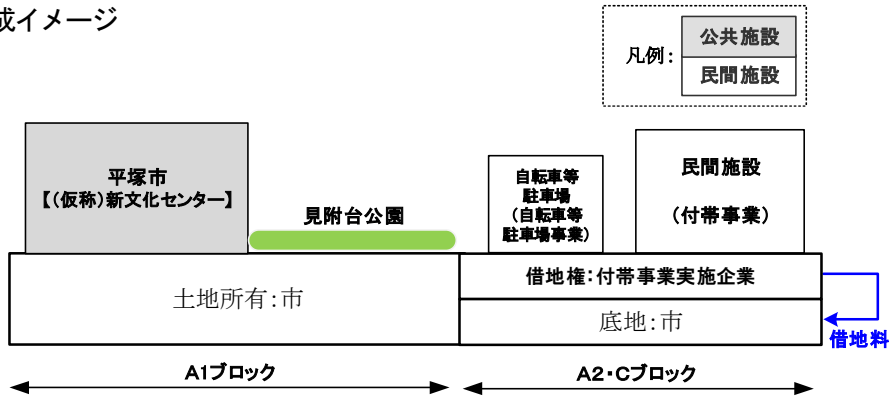 成イメージ
凡例：
公共施設
民間施設
平塚市
【（仮称）新文化センター】
見附台公園
自転車等
駐車場
（自転車等
駐車場事業）
民間施設
（付帯事業）
土地所有：市
借地権：付帯事業実施企業
底地：市
借地料
A1ブロック
A2・Cブロック